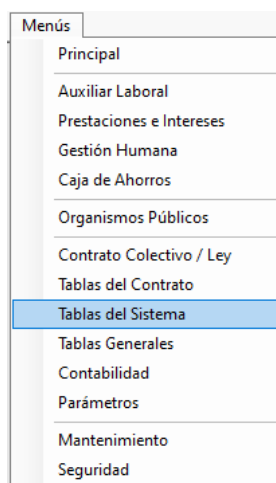 Menús
Principal
Auxiliar Laboral
Prestaciones e Intereses
Gestión Humana
Caja de Ahorros
Organismos Públicos
Contrato Colectivo / Ley
Tablas del Contrato
Tablas del Sistema
Tablas Generales
Contabilidad
Parámetros
Mantenimiento
Seguridad